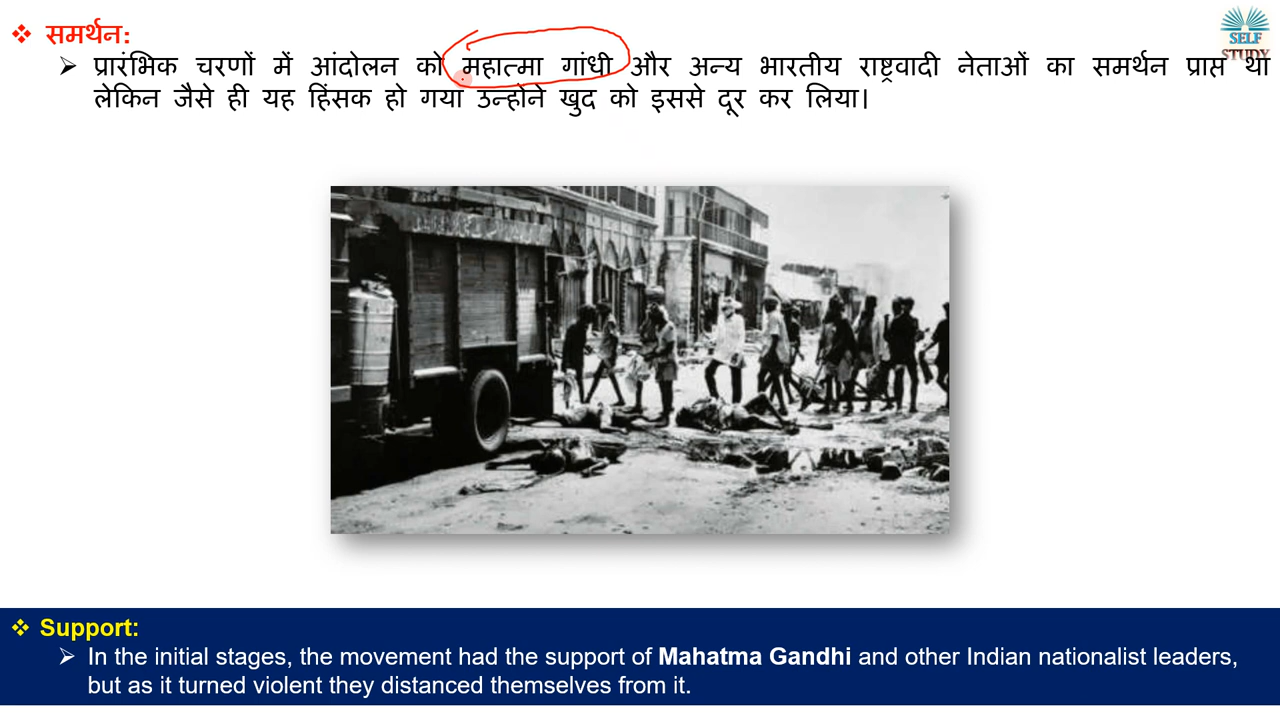 ❖ समर्थन:
➢ प्रारंभिक चरणों में आंदोलन को महात्मा गांधी और अन्य भारतीय राष्ट्रवादी नेताओं का समर्थन प्राप्त था
लेकिन जैसे ही यह हिंसक हो गया उन्होंने खुद को इससे दूर कर लिया।
SELF
STUDY
❖ Support:
➢ In the initial stages, the movement had the support of Mahatma Gandhi and other Indian nationalist leaders,
but as it turned violent they distanced themselves from it.